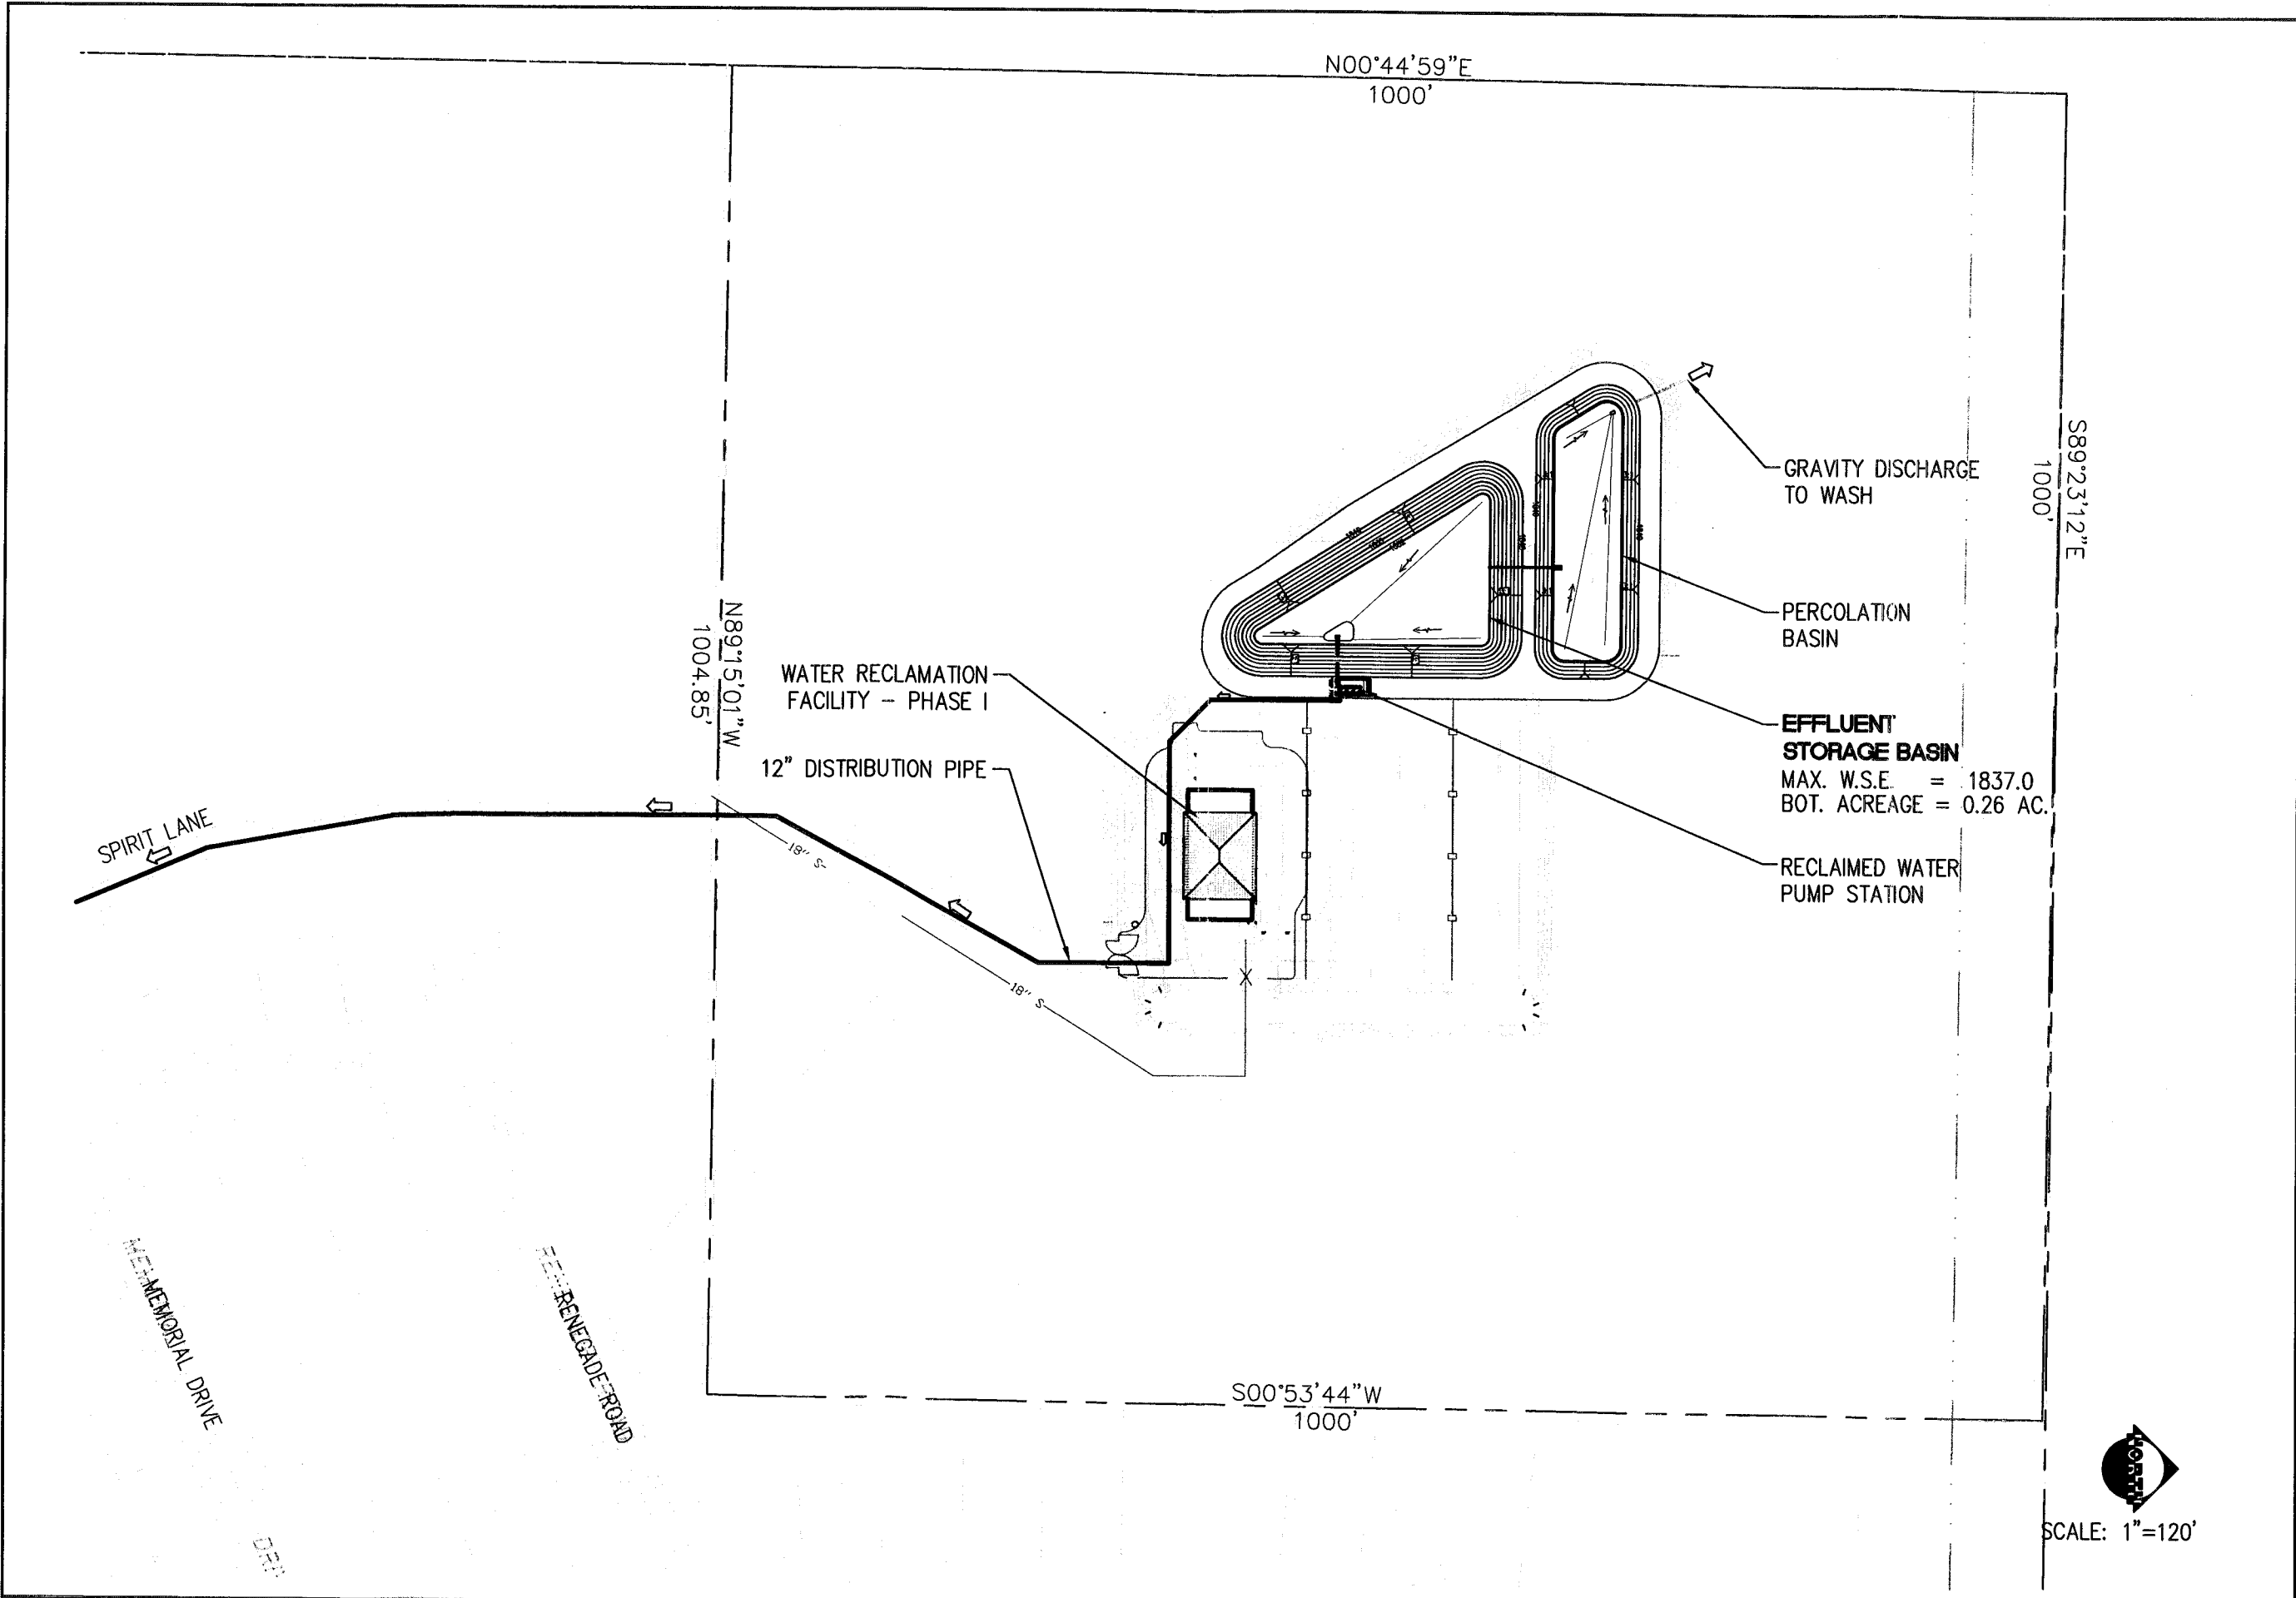 N00°44'59"E
1000'
S89°23'12"E
1000'
GRAVITY DISCHARGE
TO WASH
PERCOLATION
BASIN
N89°15'01"W
1004.85'
WATER RECLAMATION
FACILITY - PHASE I
12" DISTRIBUTION PIPE
EFFLUENT
STORAGE BASIN
MAX. W.S.E. = 1837.0
BOT. ACREAGE = 0.26 AC.
RECLAIMED WATER
PUMP STATION
SPIRIT LANE
18" S
18" S
MEMORIAL DRIVE
RENEGADE ROAD
S00°53'44"W
1000'
NORTH
SCALE: 1"=120'